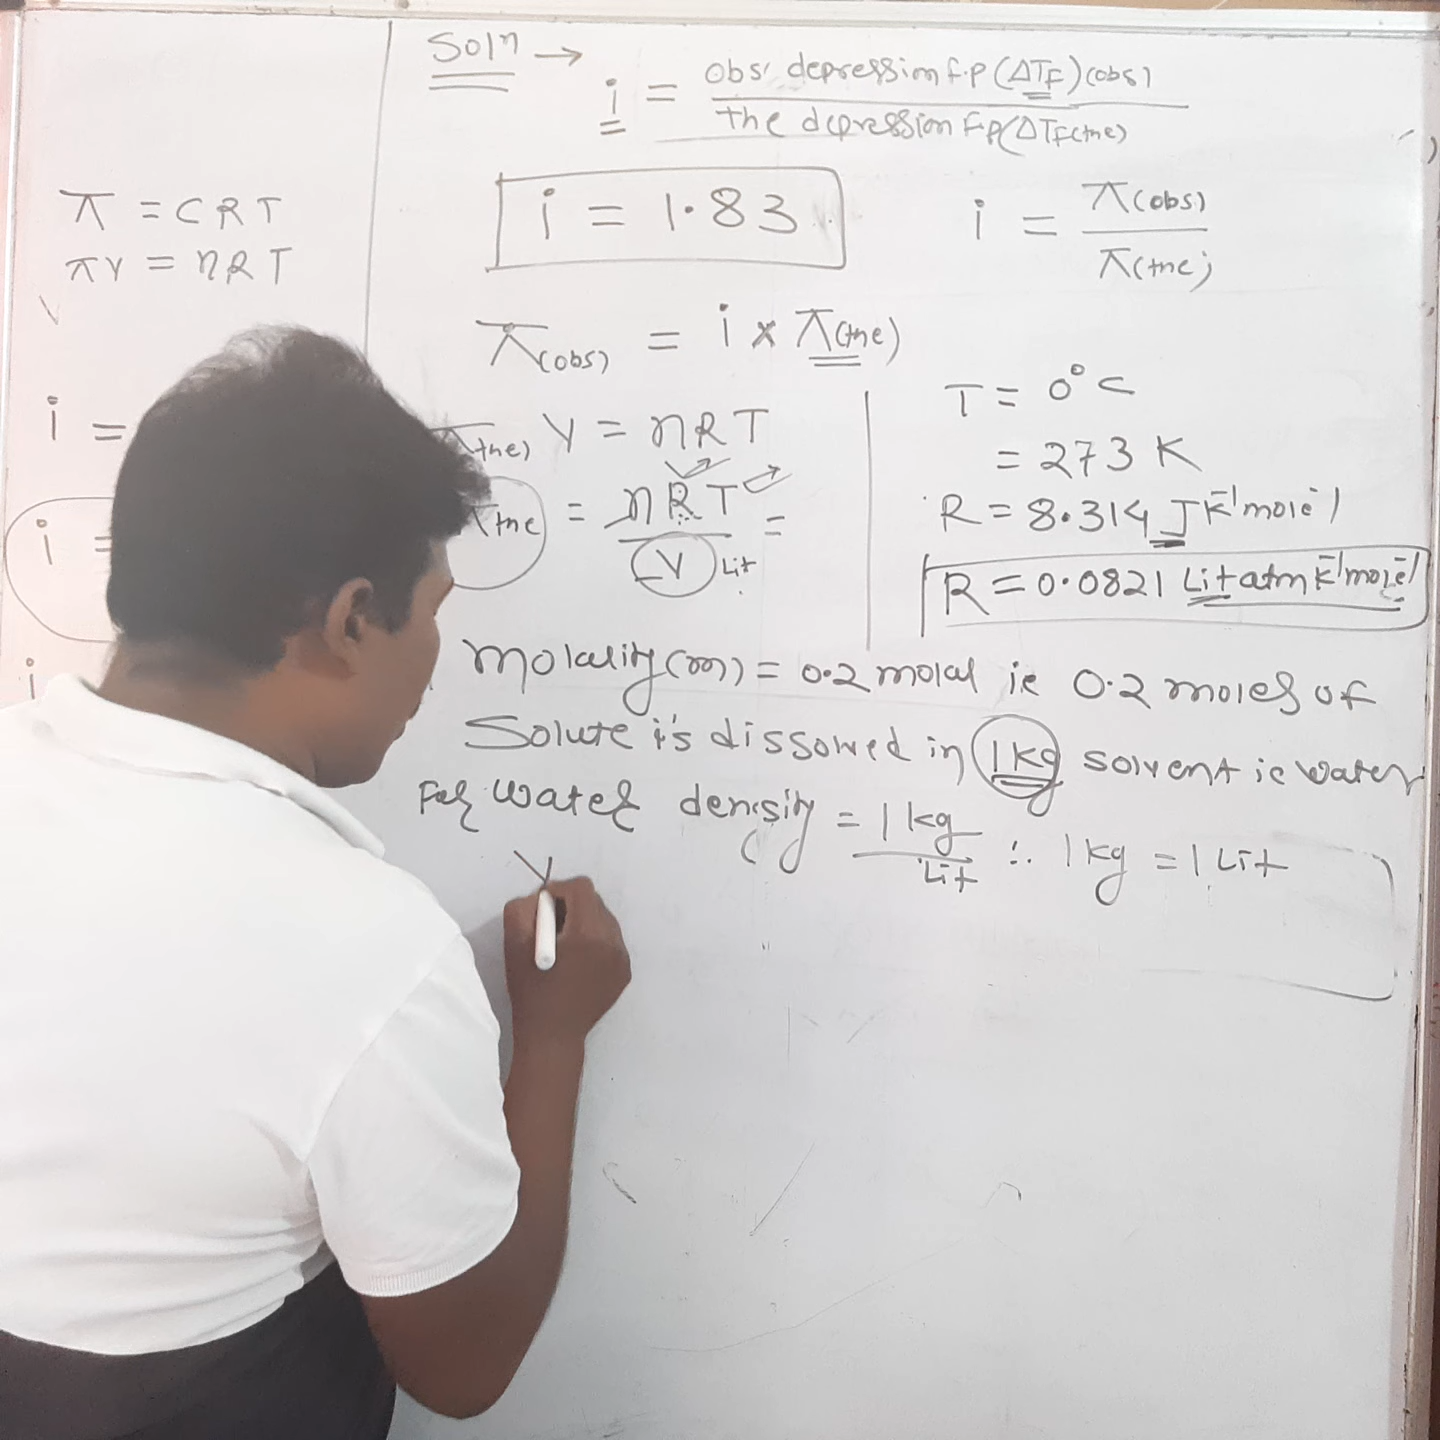 π = CRT
πV = nRT
i =
i =
i
Solⁿ →
i = obs' depression f.p (ΔTf)(obs) / the depression f.p(ΔTf(the)
i = 1.83
i = π(obs) / π(the)
π(obs) = i × π(the)
π(the) V = nRT
π the = nRT / V Lit =
T = 0°C
= 273 K
R = 8.314 J K⁻¹ mole⁻¹
R = 0.0821 Lit atm K⁻¹ mole⁻¹
Molality (m) = 0.2 molal ie 0.2 moles of
Solute is dissolved in 1kg solvent ie water
For water density = 1 kg / Lit ∴ 1 kg = 1 Lit
V